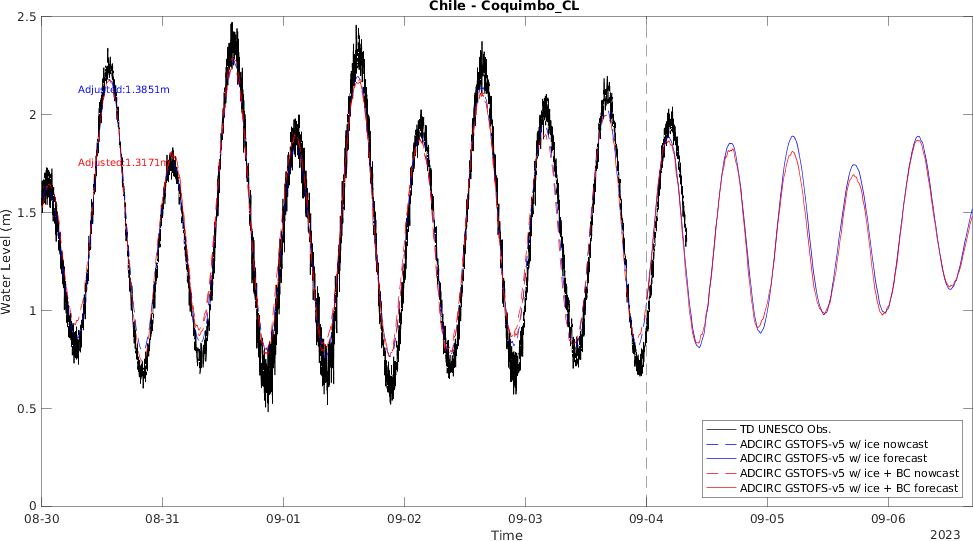 Chile - Coquimbo_CL
2.5
2
1.5
1
0.5
0
Water Level (m)
Adjusted:1.3851m
Adjusted:1.3171m
TD UNESCO Obs.
ADCIRC GSTOFS-v5 w/ ice nowcast
ADCIRC GSTOFS-v5 w/ ice forecast
ADCIRC GSTOFS-v5 w/ ice + BC nowcast
ADCIRC GSTOFS-v5 w/ ice + BC forecast
08-30 08-31 09-01 09-02 09-03 09-04 09-05 09-06
Time
2023